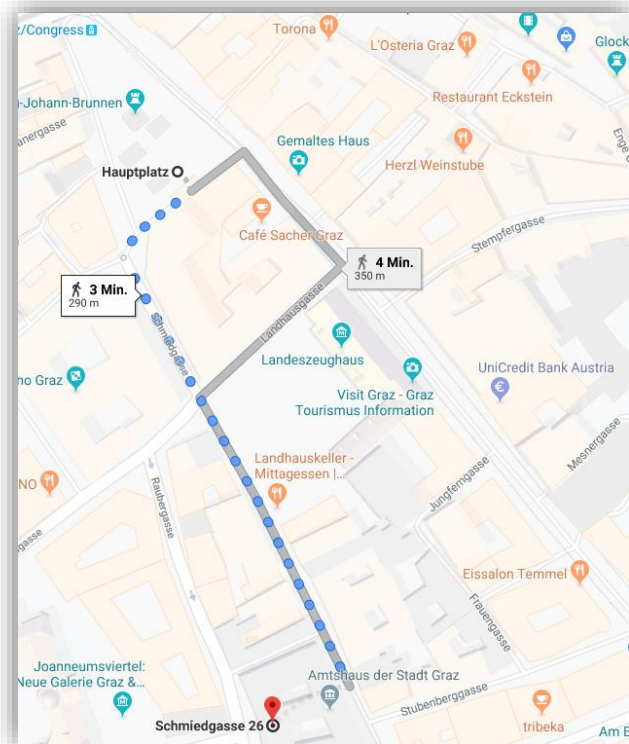 z/Congress
Torona
L'Osteria Graz
Glock
Restaurant Eckstein
g-Johann-Brunnen
anergasse
Gemaltes Haus
Enge G
Herzl Weinstube
Hauptplatz
Café Sacher Graz
Stempfergasse
4 Min.
350 m
3 Min.
290 m
Landhausgasse
Schmiedgasse
Landeszeughaus
UniCredit Bank Austria
no Graz
Visit Graz - Graz
Tourismus Information
Mesnergasse
Landhauskeller -
Mittagessen |...
NO
Jungferngasse
Raubergasse
sgasse
Eissalon Temmel
Frauengasse
Joanneumsviertel:
Neue Galerie Graz &...
Amtshaus der Stadt Graz
Stubenberggasse
Schmiedgasse 26
tribeka
Am E